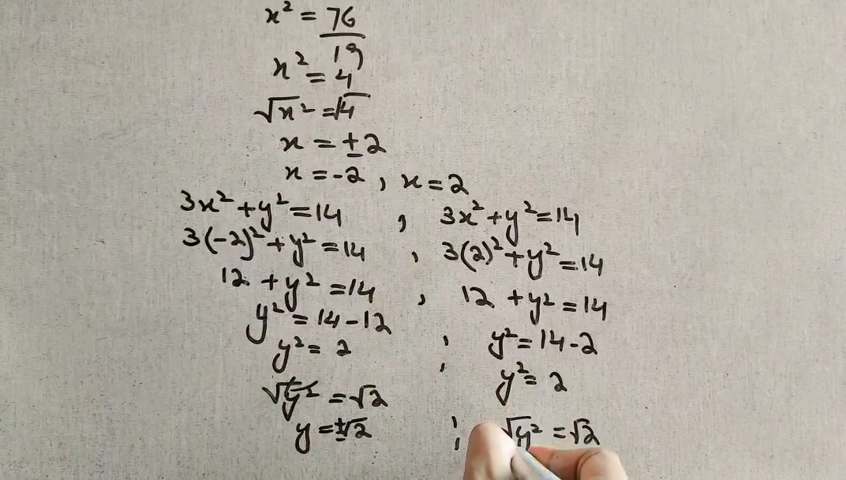 x² = 76/19
x² = 4
√x² = √4
x = ±2
x = -2 , x = 2
3x² + y² = 14 , 3x² + y² = 14
3(-2)² + y² = 14 , 3(2)² + y² = 14
12 + y² = 14 , 12 + y² = 14
y² = 14 - 12 , y² = 14 - 2
y² = 2 , y² = 2
√y² = √2
y = ±√2 ; √y² = √2